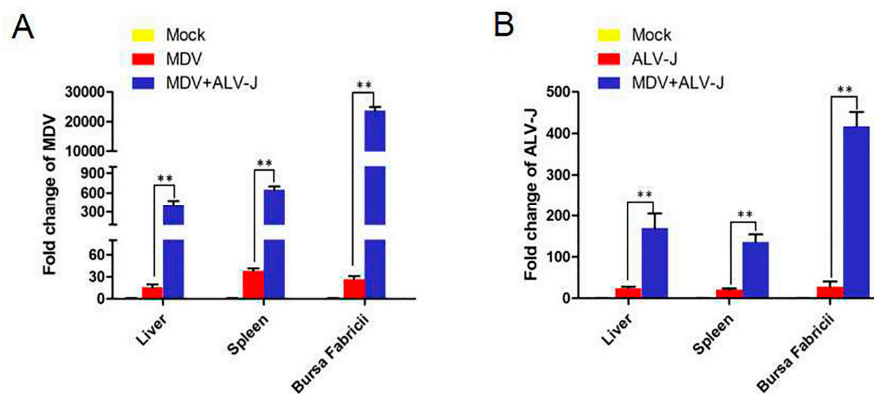 A
Mock
MDV
MDV+ALV-J
Fold change of MDV
30000
20000
10000
900
600
300
60
30
0
**
**
**
Liver
Spleen
Bursa Fabricii
B
Mock
ALV-J
MDV+ALV-J
Fold change of ALV-J
500
400
300
200
100
0
**
**
**
Liver
Spleen
Bursa Fabricii